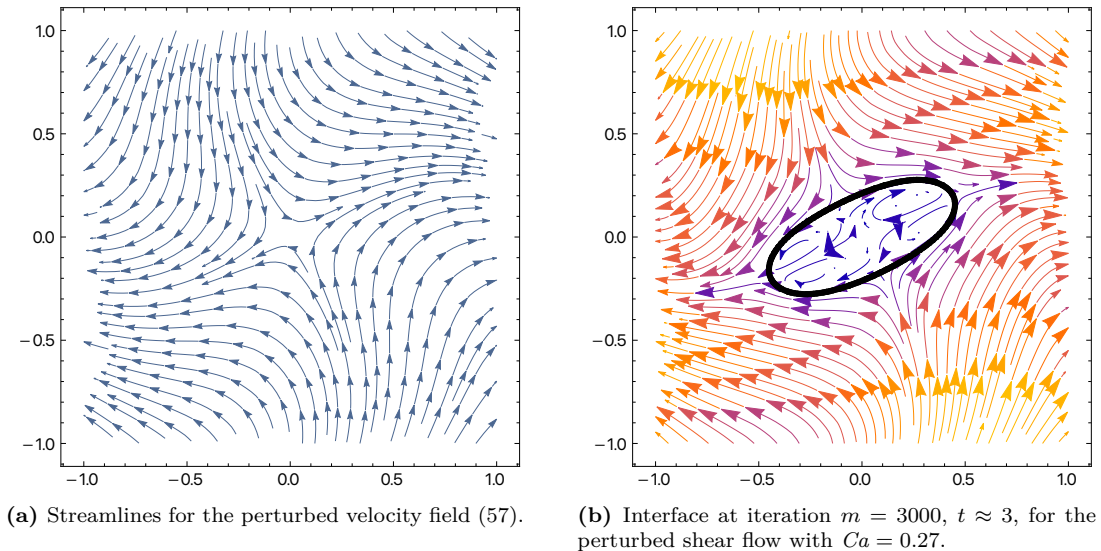 1.0
0.5
0.0
−0.5
−1.0
−1.0 −0.5 0.0 0.5 1.0
1.0
0.5
0.0
−0.5
−1.0
−1.0 −0.5 0.0 0.5 1.0
(a) Streamlines for the perturbed velocity field (57).
(b) Interface at iteration m = 3000, t ≈ 3, for the
perturbed shear flow with Ca = 0.27.